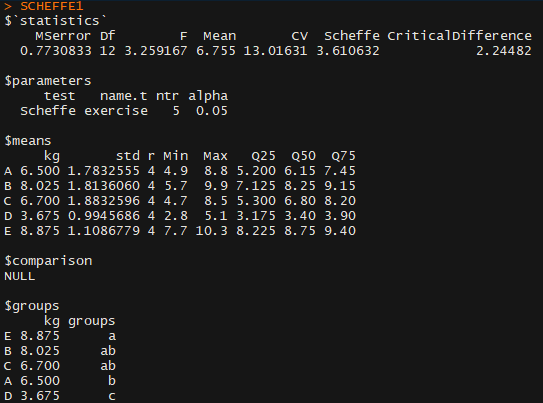 > SCHEFFE1
$`statistics`
MSerror Df F Mean CV Scheffe CriticalDifference
0.7730833 12 3.259167 6.755 13.01631 3.610632 2.24482
$parameters
test name.t ntr alpha
Scheffe exercise 5 0.05
$means
kg std r Min Max Q25 Q50 Q75
A 6.500 1.7832555 4 4.9 8.8 5.200 6.15 7.45
B 8.025 1.8136060 4 5.7 9.9 7.125 8.25 9.15
C 6.700 1.8832596 4 4.7 8.5 5.300 6.80 8.20
D 3.675 0.9945686 4 2.8 5.1 3.175 3.40 3.90
E 8.875 1.1086779 4 7.7 10.3 8.225 8.75 9.40
$comparison
NULL
$groups
kg groups
E 8.875 a
B 8.025 ab
C 6.700 ab
A 6.500 b
D 3.675 c